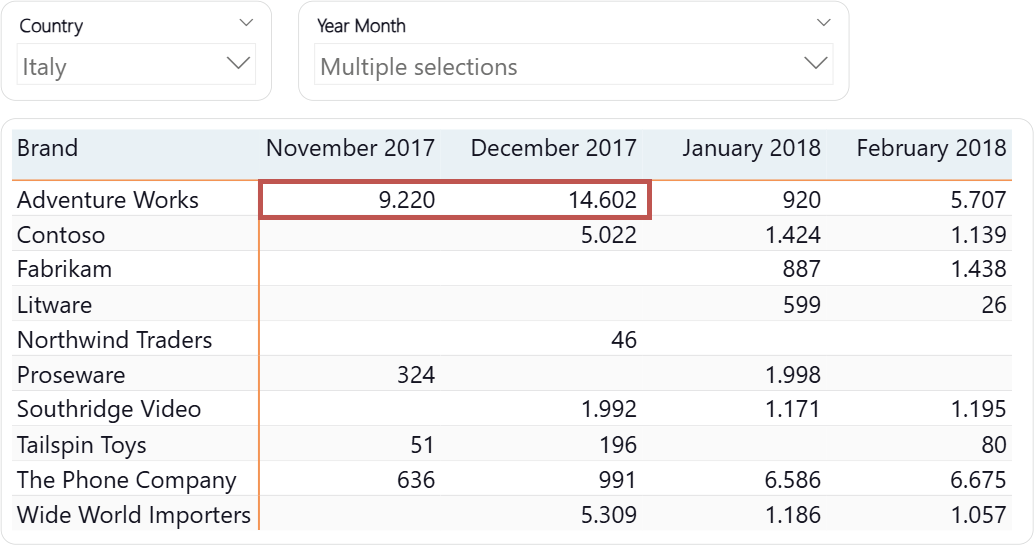 Country Year Month
Italy Multiple selections
Brand November 2017 December 2017 January 2018 February 2018
Adventure Works 9.220 14.602 920 5.707
Contoso 5.022 1.424 1.139
Fabrikam 887 1.438
Litware 599 26
Northwind Traders 46
Proseware 324 1.998
Southridge Video 1.992 1.171 1.195
Tailspin Toys 51 196 80
The Phone Company 636 991 6.586 6.675
Wide World Importers 5.309 1.186 1.057